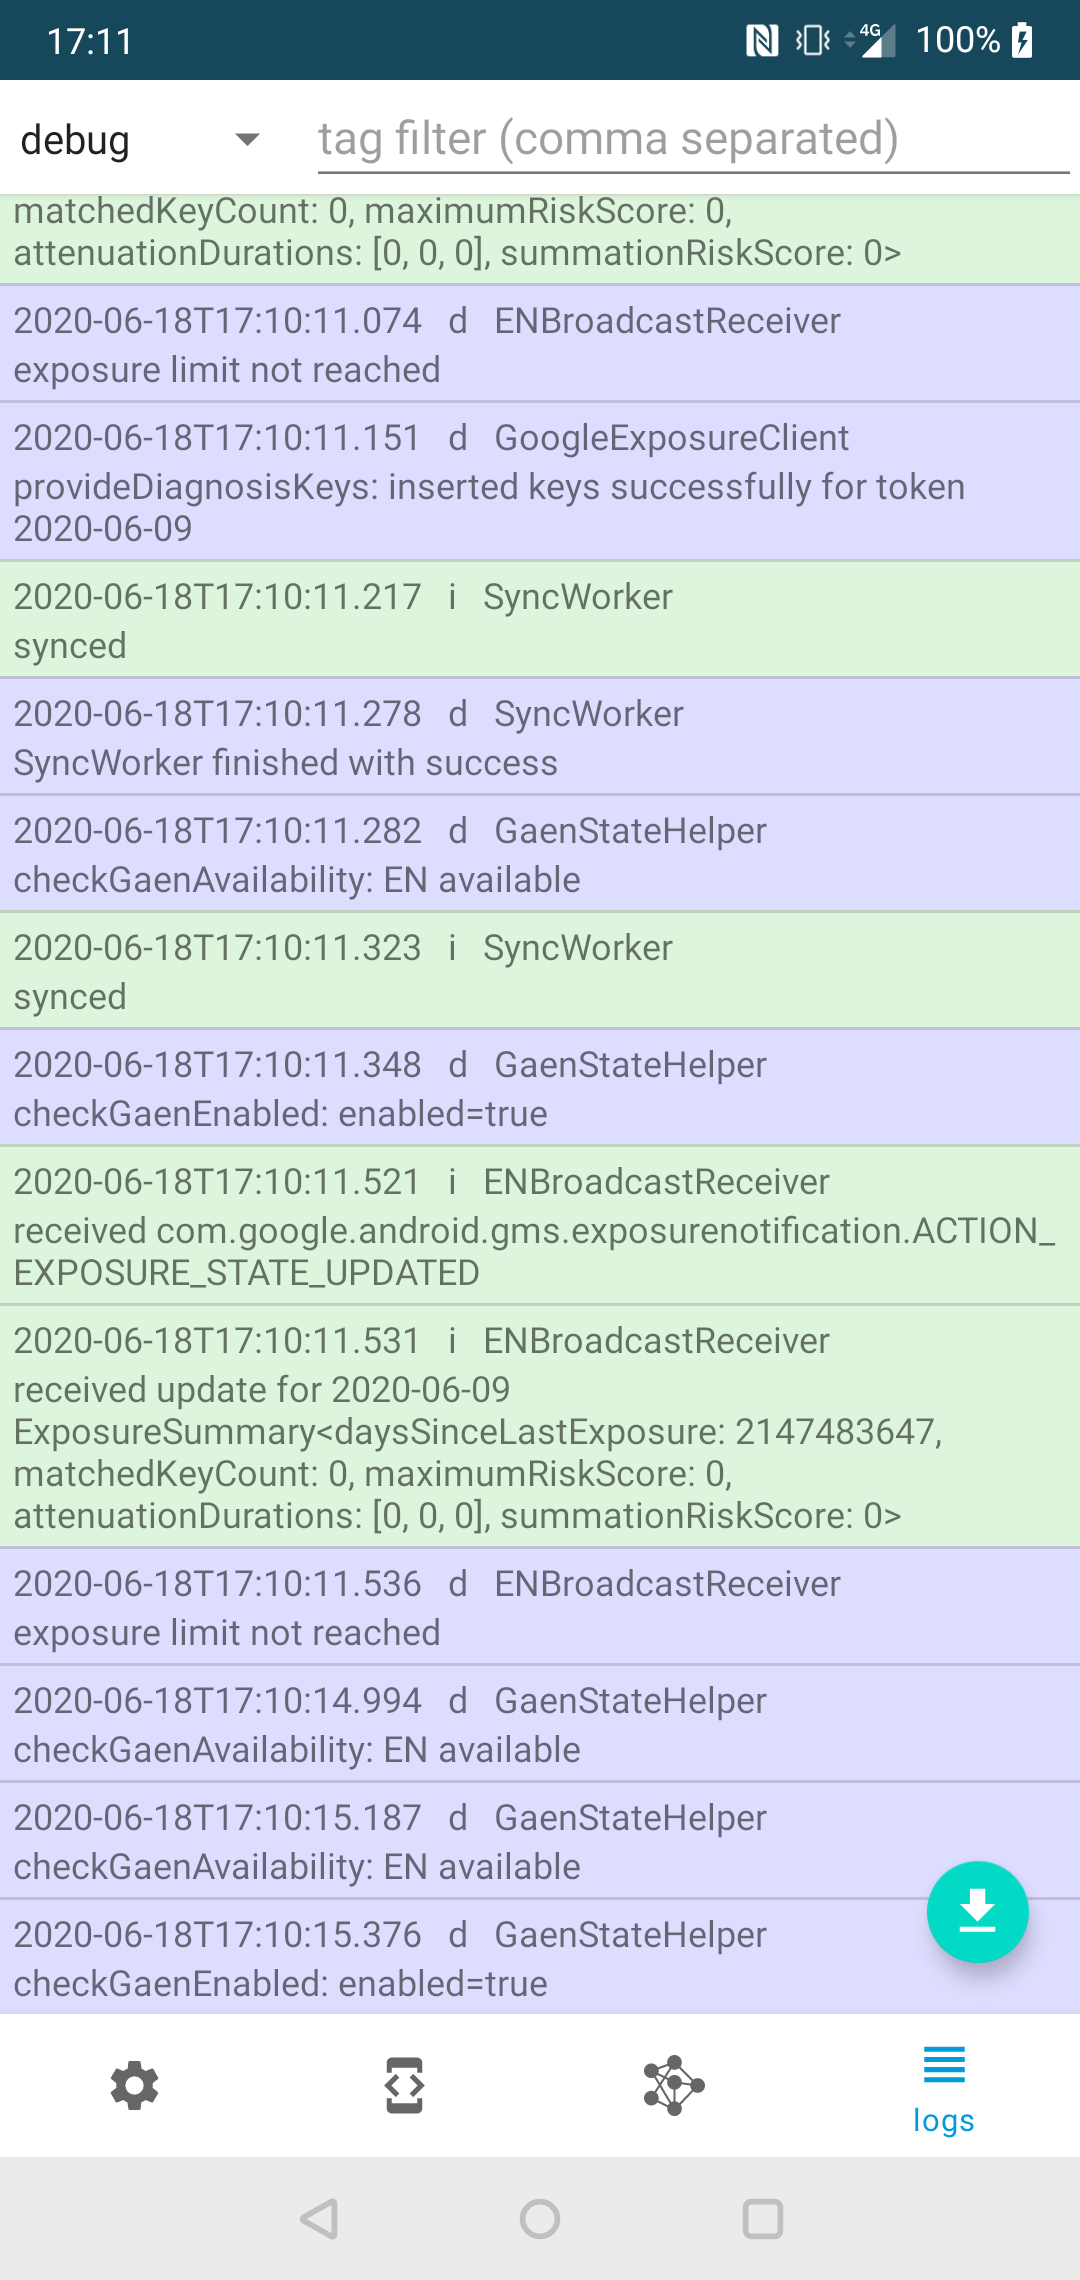 17:11
4G
100%
debug
tag filter (comma separated)
matchedKeyCount: 0, maximumRiskScore: 0,
attenuationDurations: [0, 0, 0], summationRiskScore: 0>
2020-06-18T17:10:11.074 d ENBroadcastReceiver
exposure limit not reached
2020-06-18T17:10:11.151 d GoogleExposureClient
provideDiagnosisKeys: inserted keys successfully for token
2020-06-09
2020-06-18T17:10:11.217 i SyncWorker
synced
2020-06-18T17:10:11.278 d SyncWorker
SyncWorker finished with success
2020-06-18T17:10:11.282 d GaenStateHelper
checkGaenAvailability: EN available
2020-06-18T17:10:11.323 i SyncWorker
synced
2020-06-18T17:10:11.348 d GaenStateHelper
checkGaenEnabled: enabled=true
2020-06-18T17:10:11.521 i ENBroadcastReceiver
received com.google.android.gms.exposurenotification.ACTION_
EXPOSURE_STATE_UPDATED
2020-06-18T17:10:11.531 i ENBroadcastReceiver
received update for 2020-06-09
ExposureSummary<daysSinceLastExposure: 2147483647,
matchedKeyCount: 0, maximumRiskScore: 0,
attenuationDurations: [0, 0, 0], summationRiskScore: 0>
2020-06-18T17:10:11.536 d ENBroadcastReceiver
exposure limit not reached
2020-06-18T17:10:14.994 d GaenStateHelper
checkGaenAvailability: EN available
2020-06-18T17:10:15.187 d GaenStateHelper
checkGaenAvailability: EN available
2020-06-18T17:10:15.376 d GaenStateHelper
checkGaenEnabled: enabled=true
logs